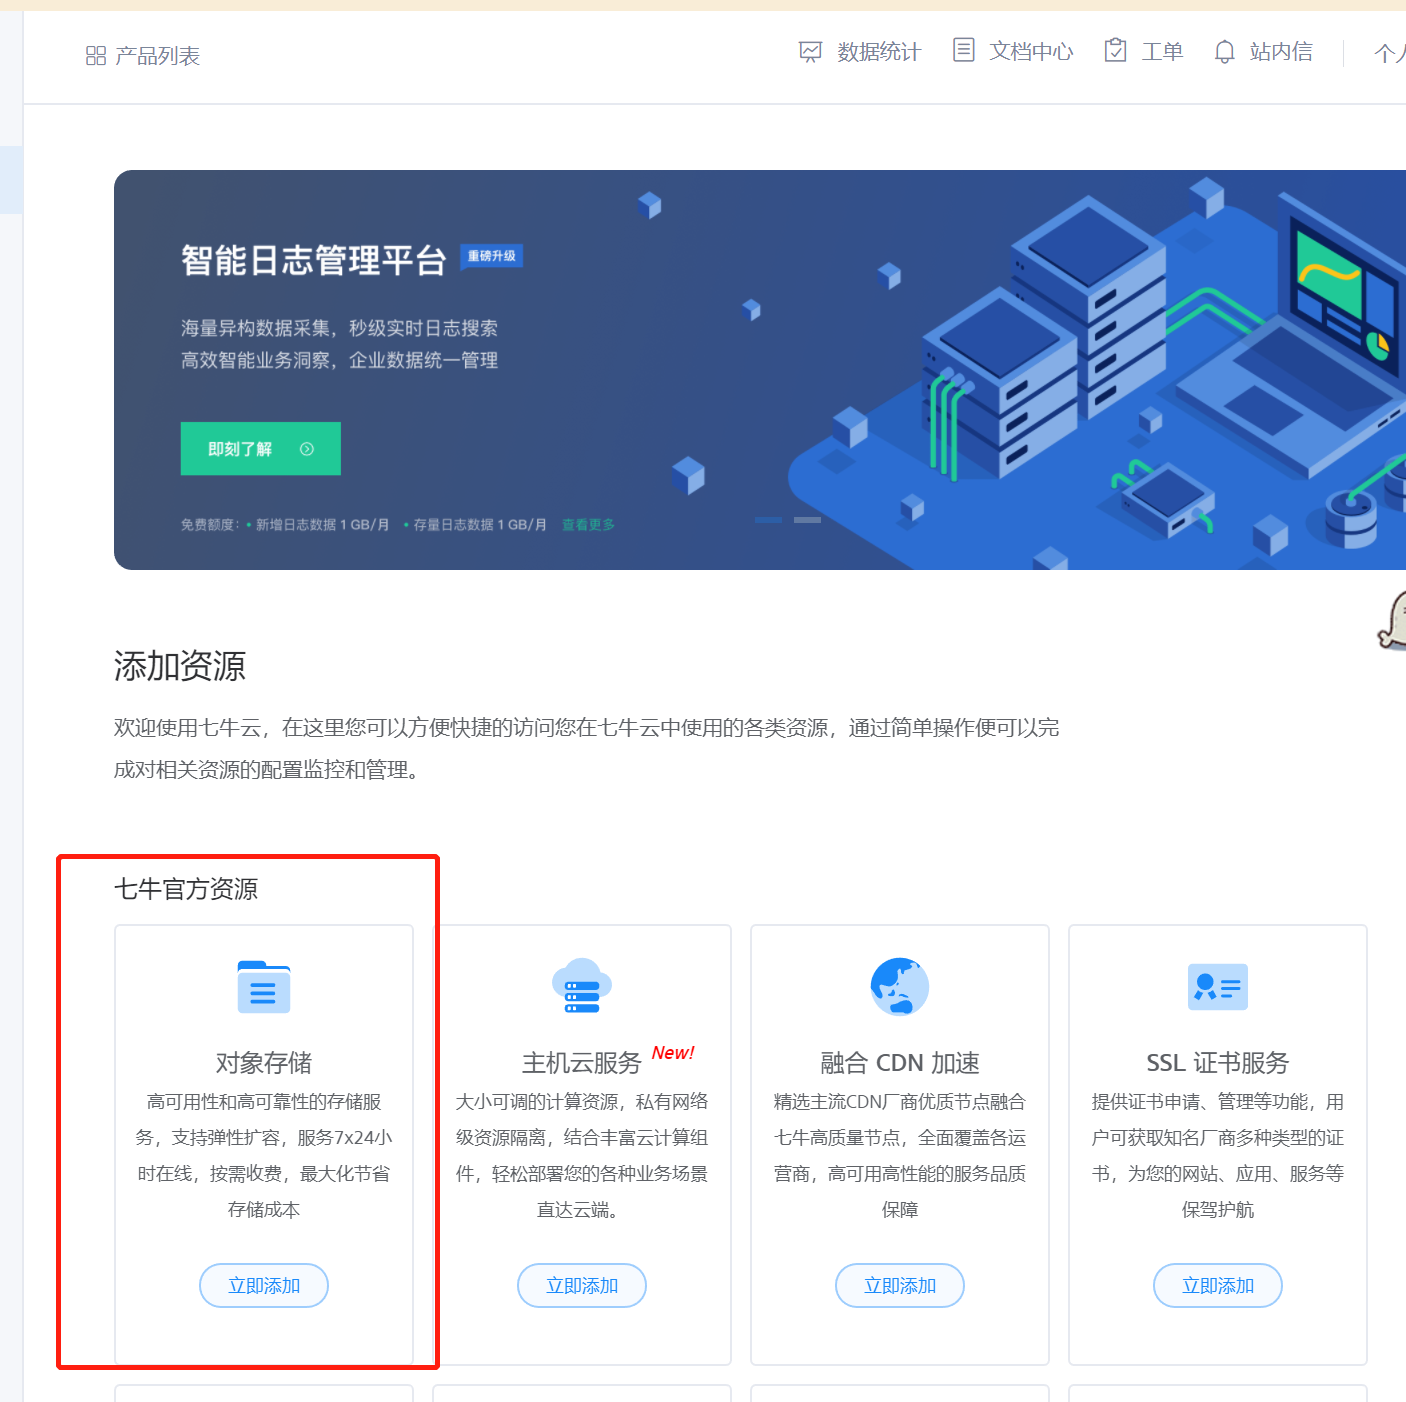 产品列表
数据统计
文档中心
工单
站内信
个
智能日志管理平台
重磅升级
海量异构数据采集，秒级实时日志搜索
高效智能业务洞察，企业数据统一管理
即刻了解
免费额度：• 新增日志数据 1 GB/月 • 存量日志数据 1 GB/月 查看更多
添加资源
欢迎使用七牛云，在这里您可以方便快捷的访问您在七牛云中使用的各类资源，通过简单操作便可以完
成对相关资源的配置监控和管理。
七牛官方资源
对象存储
高可用性和高可靠性的存储服
务，支持弹性扩容，服务7x24小
时在线，按需收费，最大化节省
存储成本
立即添加
主机云服务
New!
大小可调的计算资源，私有网络
级资源隔离，结合丰富云计算组
件，轻松部署您的各种业务场景
直达云端。
立即添加
融合 CDN 加速
精选主流CDN厂商优质节点融合
七牛高质量节点，全面覆盖各运
营商，高可用高性能的服务品质
保障
立即添加
SSL 证书服务
提供证书申请、管理等功能，用
户可获取知名厂商多种类型的证
书，为您的网站、应用、服务等
保驾护航
立即添加